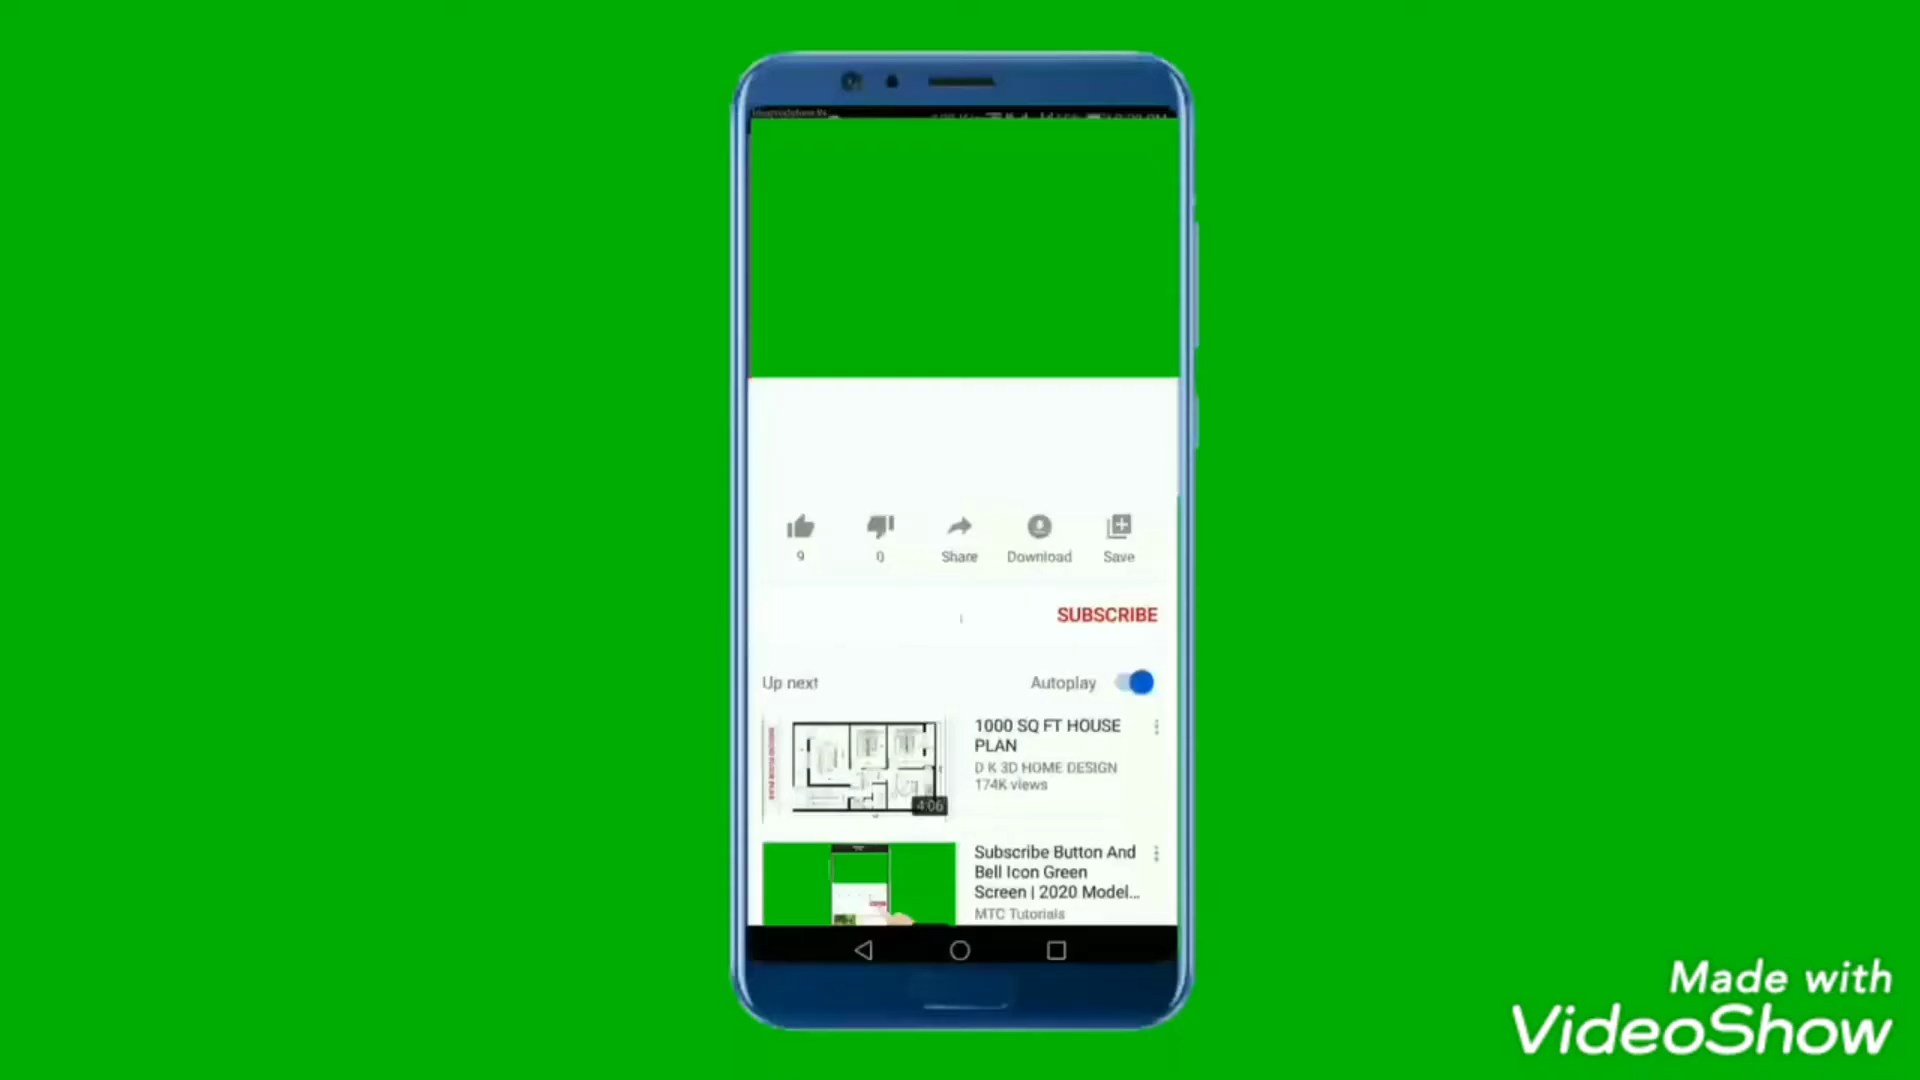 9
0
Share
Download
Save
SUBSCRIBE
Up next
Autoplay
1000 SQ FT HOUSE
PLAN
D K 3D HOME DESIGN
174K views
4:06
Subscribe Button And
Bell Icon Green
Screen | 2020 Model...
MTC Tutorials
Made with
VideoShow